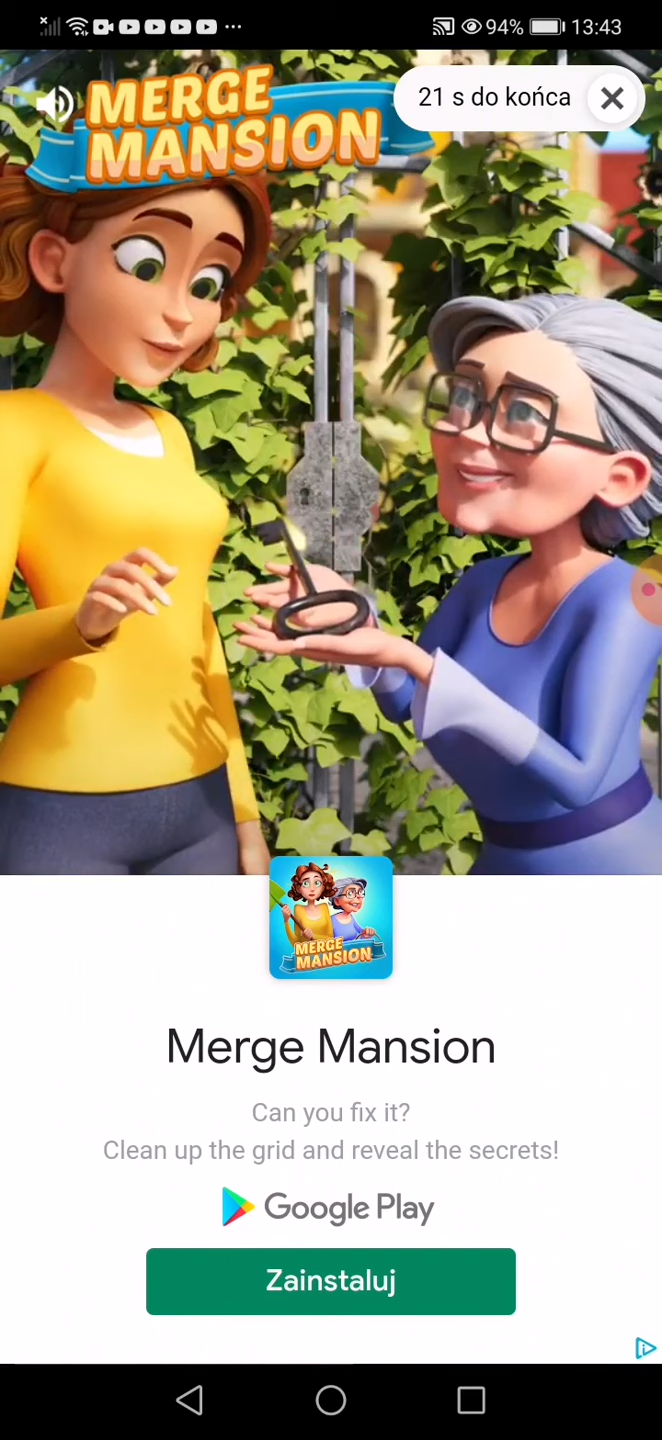 94% 13:43
MERGE
MANSION
21 s do końca
MERGE
MANSION
Merge Mansion
Can you fix it?
Clean up the grid and reveal the secrets!
Google Play
Zainstaluj